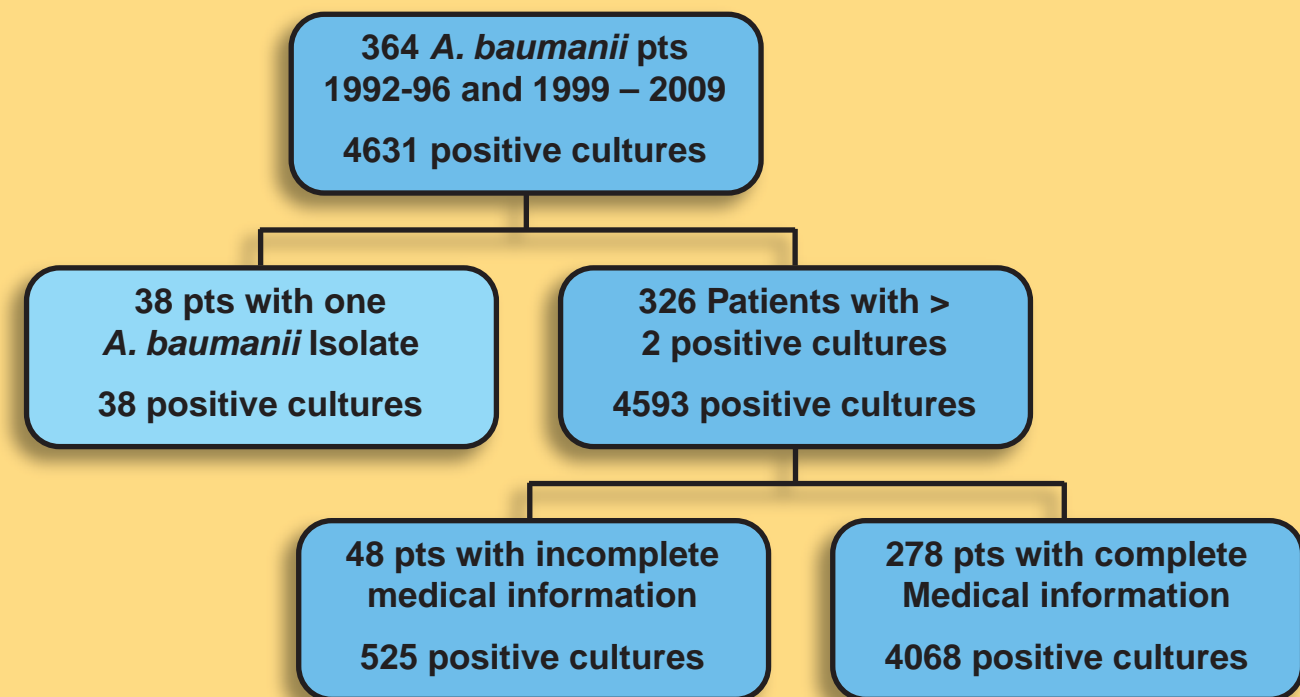 364 A. baumanii pts
1992-96 and 1999 – 2009
4631 positive cultures
38 pts with one
A. baumanii Isolate
38 positive cultures
326 Patients with >
2 positive cultures
4593 positive cultures
48 pts with incomplete
medical information
525 positive cultures
278 pts with complete
Medical information
4068 positive cultures